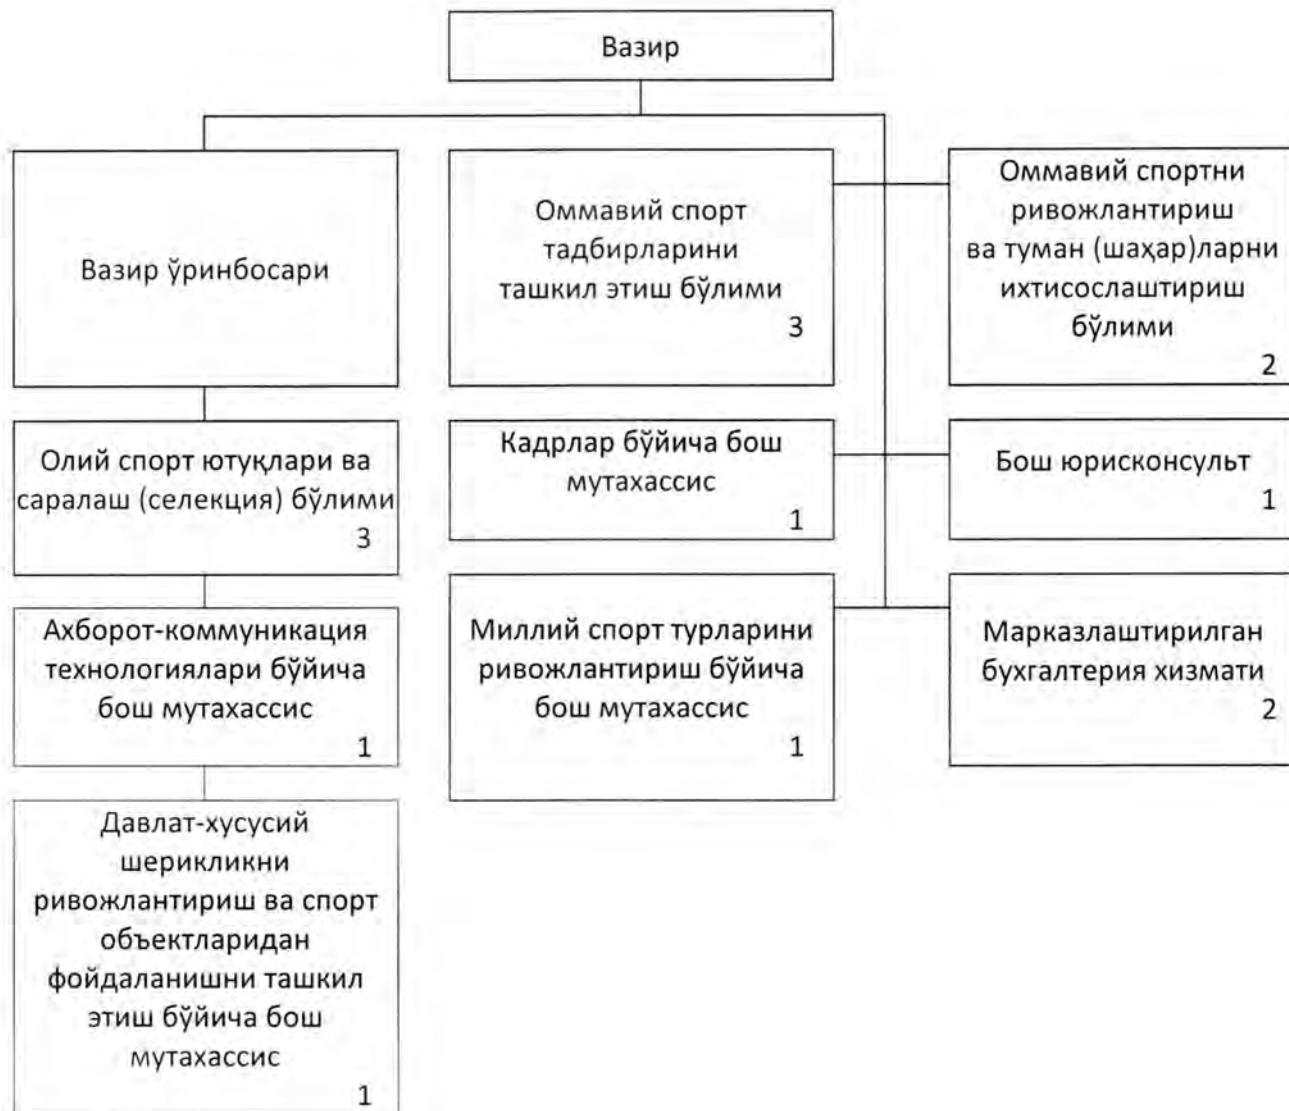 Вазир
Вазир ўринбосари
Оммавий спорт
тадбирларини
ташкил этиш бўлими
3
Оммавий спортни
ривожлантириш
ва туман (шаҳар)ларни
ихтисослаштириш
бўлими
2
Олий спорт ютуқлари ва
саралаш (селекция) бўлими
3
Кадрлар бўйича бош
мутахассис
1
Бош юрисконсульт
1
Ахборот-коммуникация
технологиялари бўйича
бош мутахассис
1
Миллий спорт турларини
ривожлантириш бўйича
бош мутахассис
1
Марказлаштирилган
бухгалтерия хизмати
2
Давлат-хусусий
шерикликни
ривожлантириш ва спорт
объектларидан
фойдаланишни ташкил
этиш бўйича бош
мутахассис
1